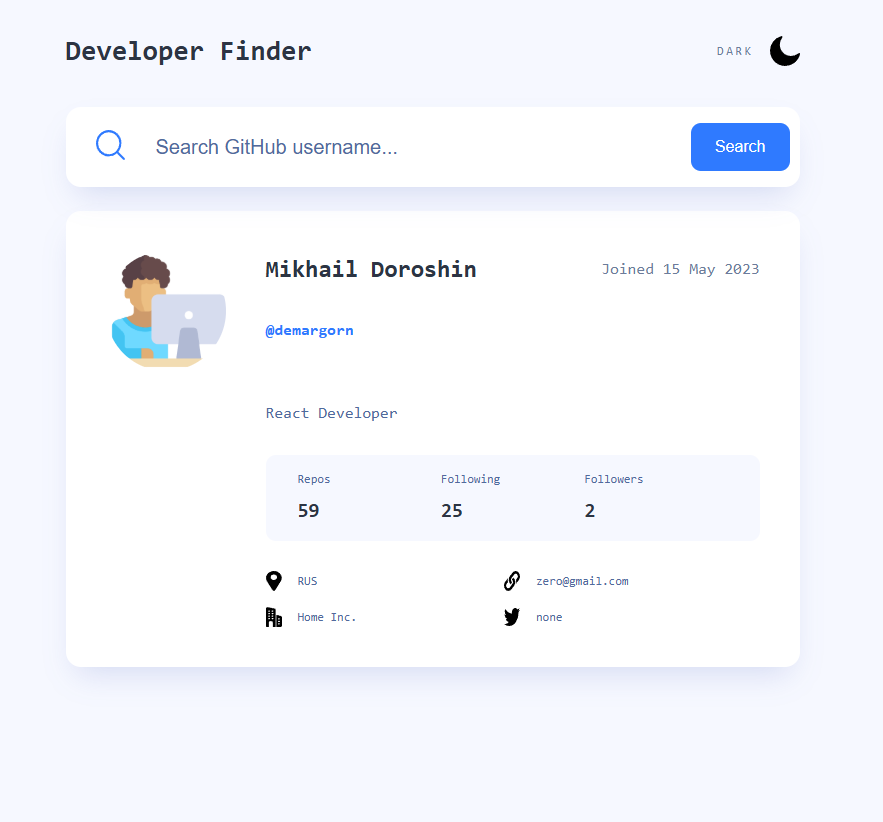 Developer Finder
DARK
Search GitHub username...
Search
Mikhail Doroshin
Joined 15 May 2023
@demargorn
React Developer
Repos Following Followers
59 25 2
RUS zero@gmail.com
Home Inc. none